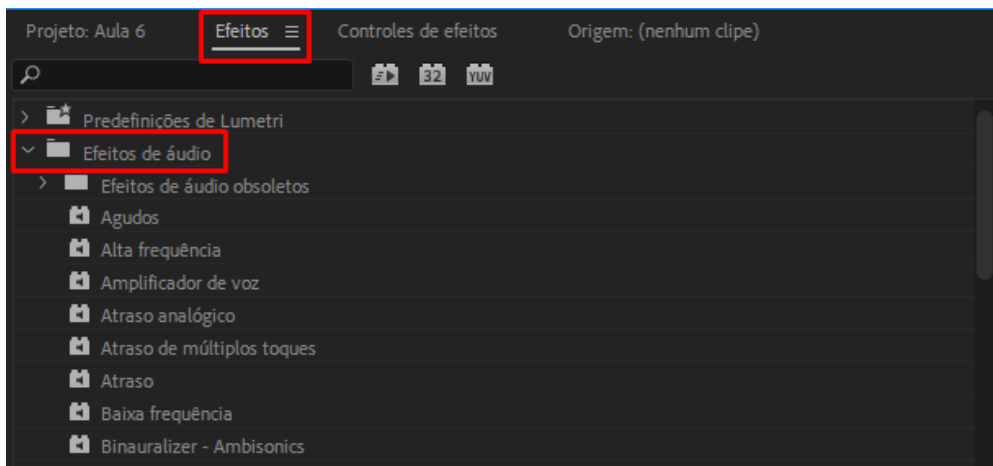 Projeto: Aula 6 Efeitos Controles de efeitos Origem: (nenhum clipe)
32 YUV
Predefinições de Lumetri
Efeitos de áudio
Efeitos de áudio obsoletos
Agudos
Alta frequência
Amplificador de voz
Atraso analógico
Atraso de múltiplos toques
Atraso
Baixa frequência
Binauralizer - Ambisonics